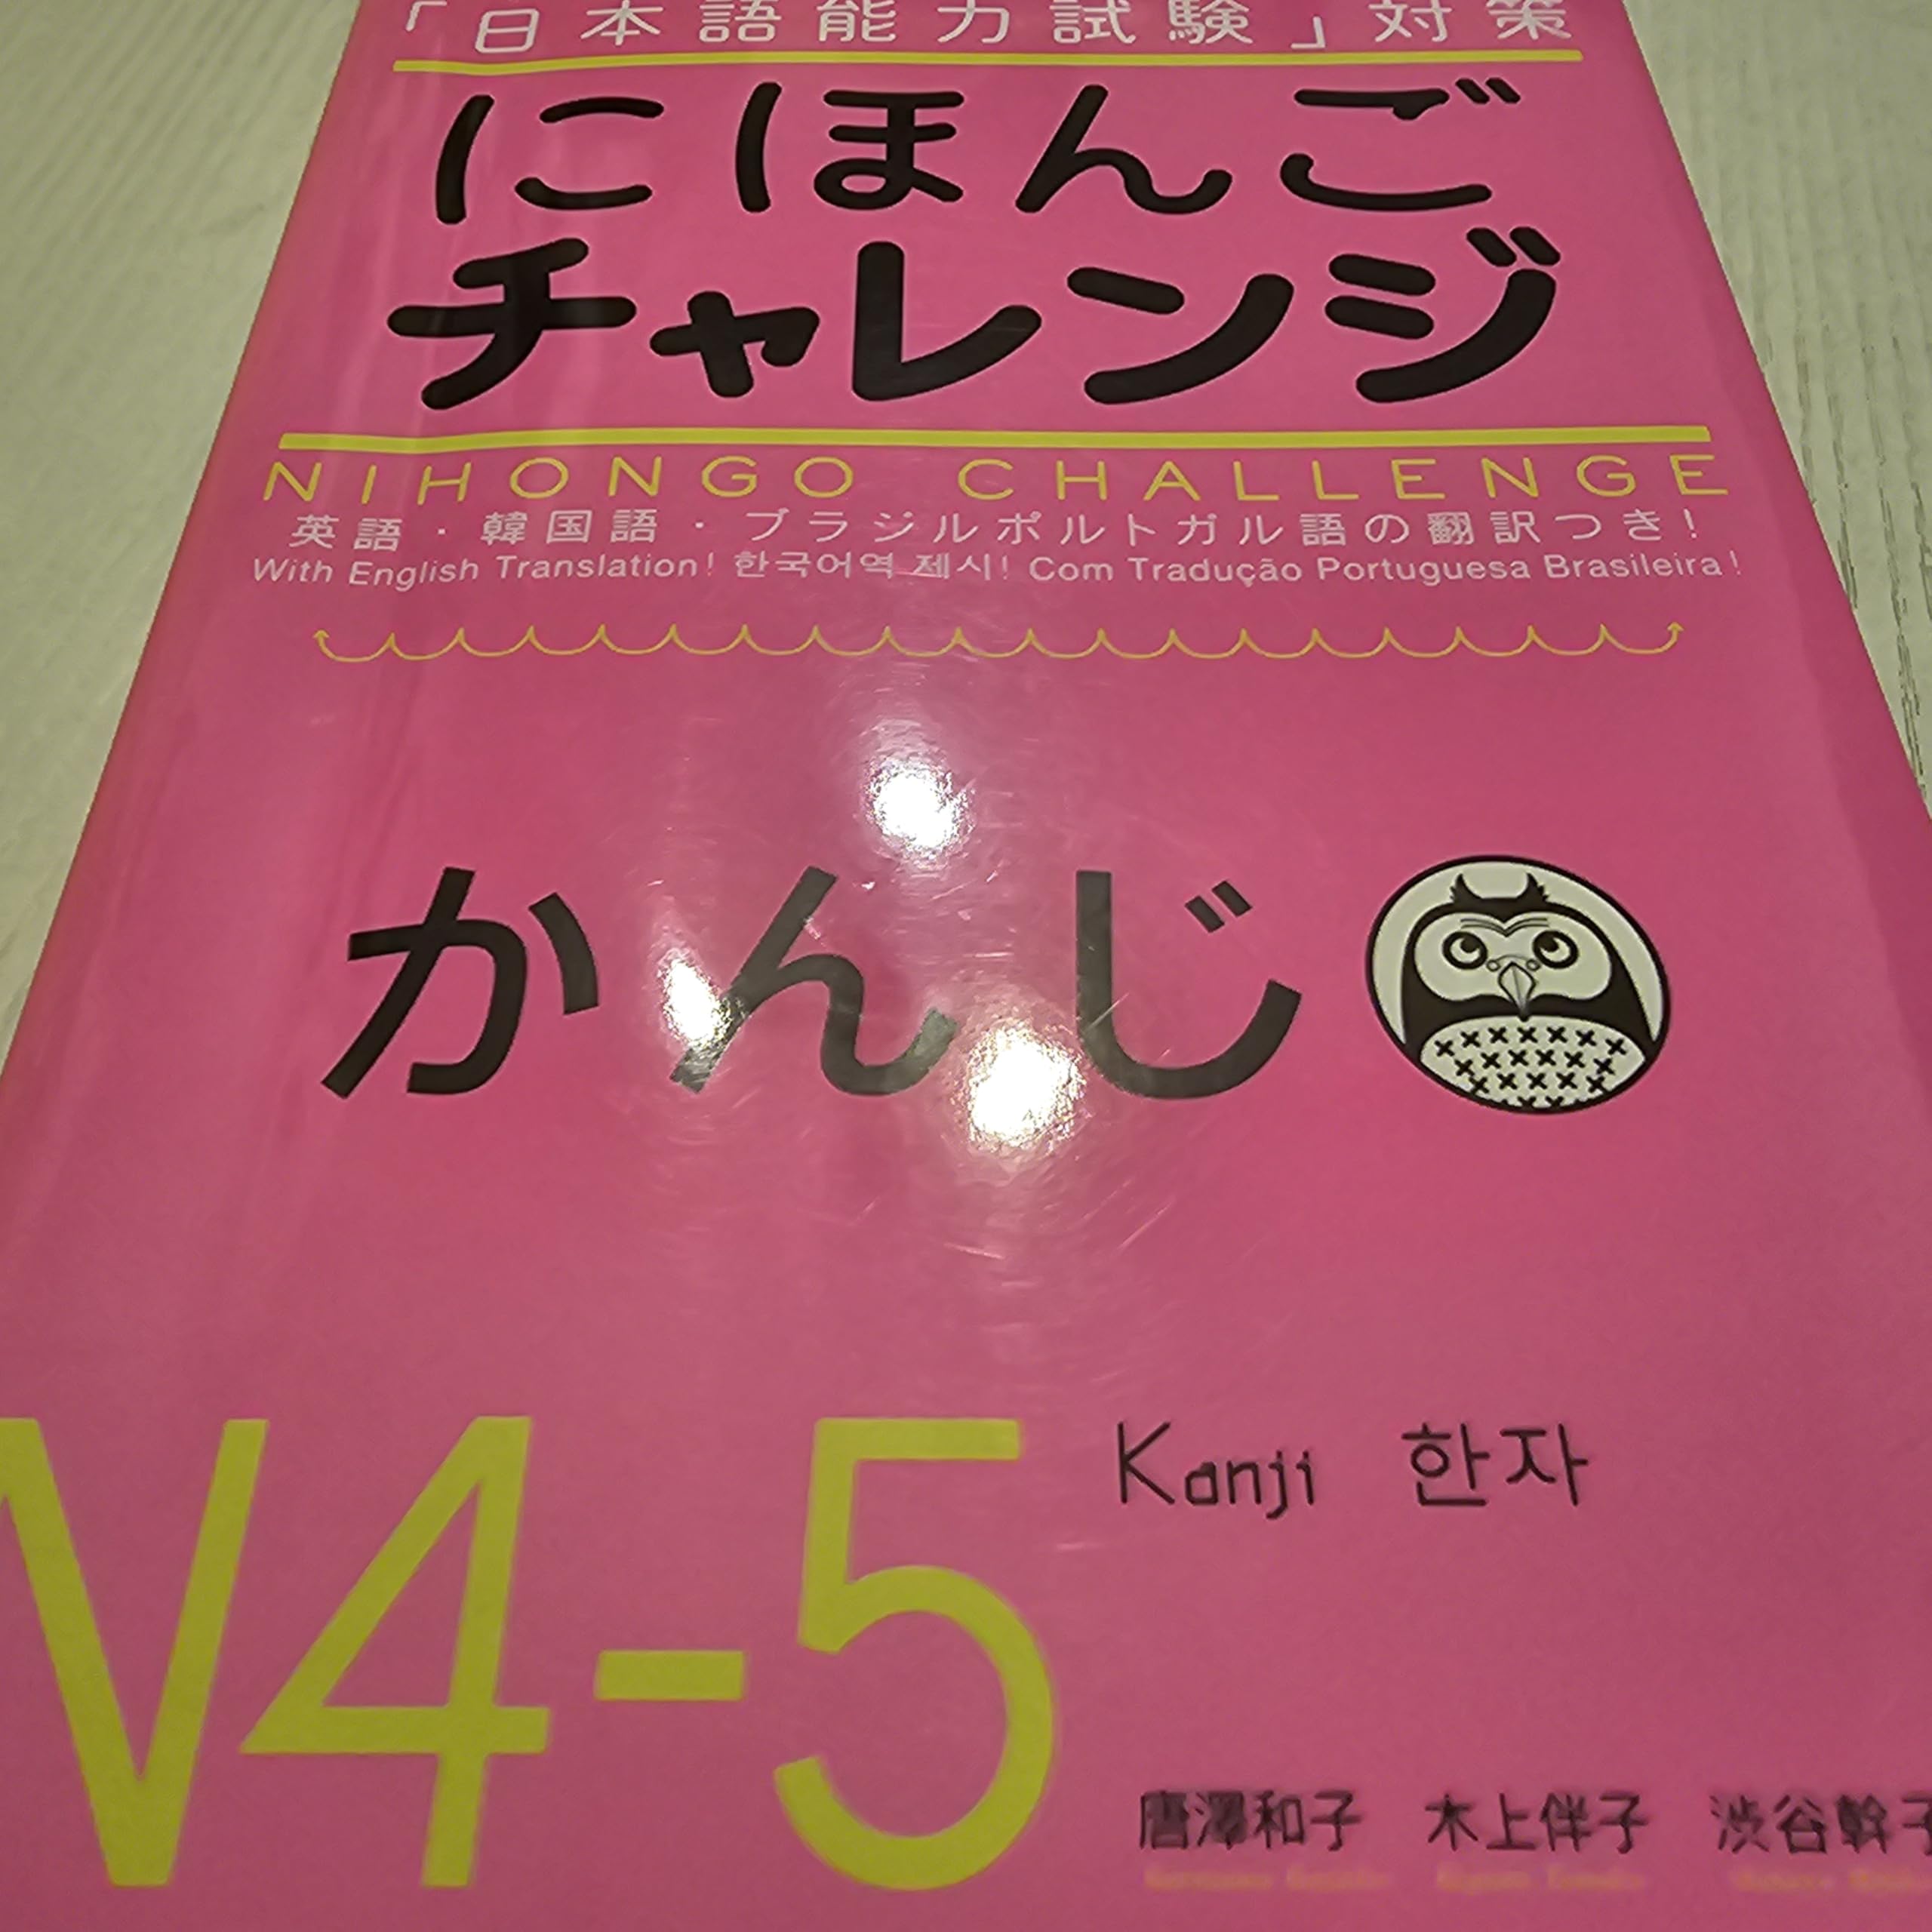 「日本語能力試験」対策
にほんご
チャレンジ
NIHONGO CHALLENGE
英語・韓国語・ブラジルポルトガル語の翻訳つき!
With English Translation! 한국어역 제시! Com Tradução Portuguesa Brasileira!
かんじ
N4-5
Kanji 한자
唐澤和子 木上伴子 渋谷幹子